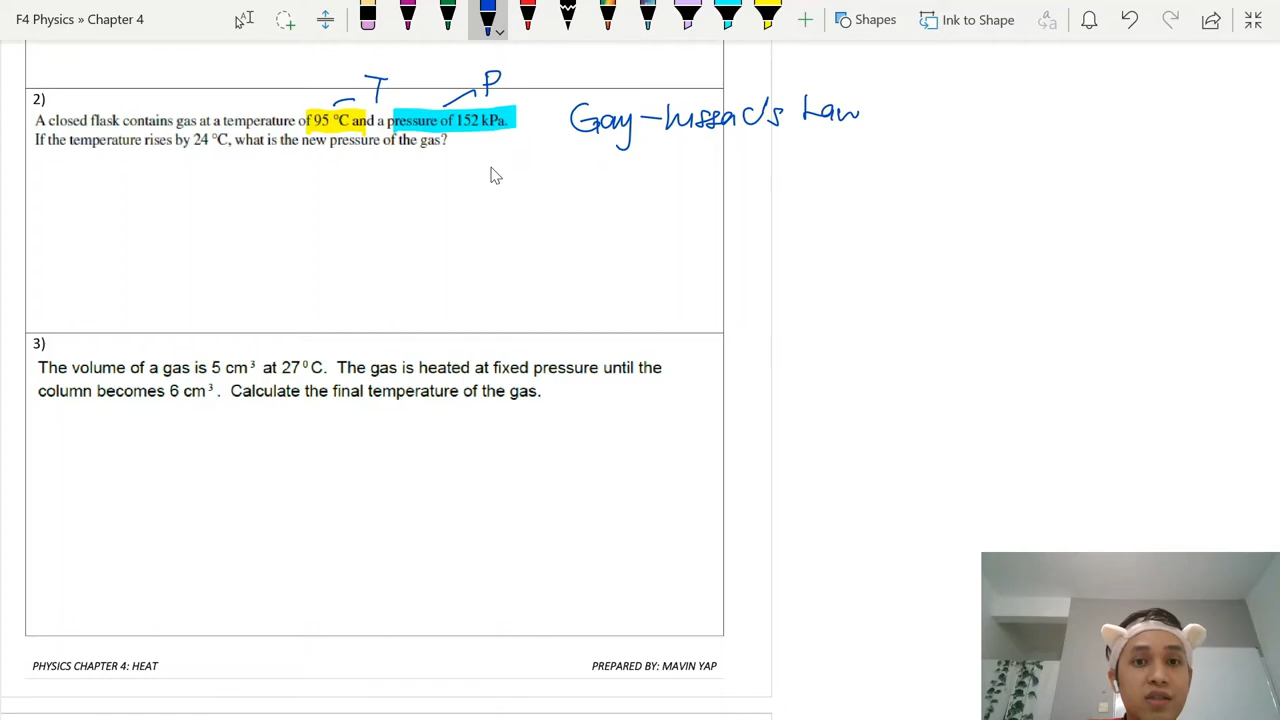 F4 Physics » Chapter 4
Shapes
Ink to Shape
T
P
2)
A closed flask contains gas at a temperature of 95 °C and a pressure of 152 kPa.
If the temperature rises by 24 °C, what is the new pressure of the gas?
Gay-Lussac's Law
3)
The volume of a gas is 5 cm³ at 27⁰C. The gas is heated at fixed pressure until the
column becomes 6 cm³. Calculate the final temperature of the gas.
PHYSICS CHAPTER 4: HEAT
PREPARED BY: MAVIN YAP